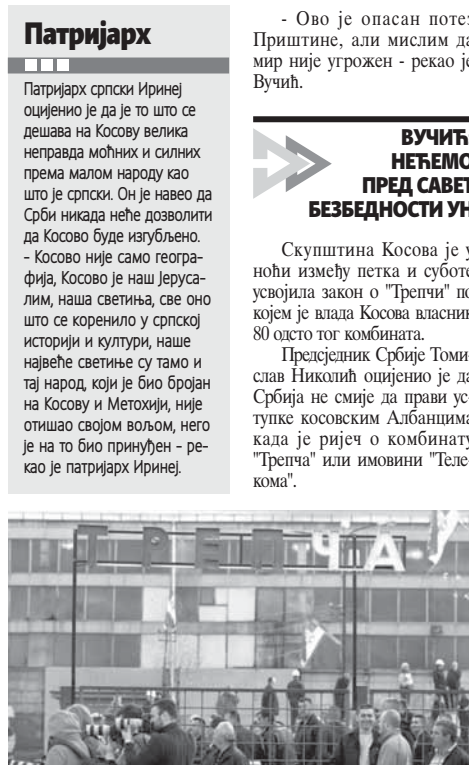 Патријарх
Патријарх српски Иринеј
оцијенио је да је то што се
дешава на Косову велика
неправда моћних и силних
према малом народу као
што је српски. Он је навео да
Срби никада неће дозволити
да Косово буде изгубљено.
- Косово није само геогра-
фија, Косово је наш Јеруса-
лим, наша светиња, све оно
што се коренило у српској
историји и култури, наше
највеће светиње су тамо и
тај народ, који је био бројан
на Косову и Метохији, није
отишао својом вољом, него
је на то био принуђен - ре-
као је патријарх Иринеј.
- Ово је опасан потез
Приштине, али мислим да
мир није угрожен - рекао је
Вучић.
ВУЧИЋ:
НЕЋЕМО
ПРЕД САВЕТ
БЕЗБЕДНОСТИ УН
Скупштина Косова је у
ноћи између петка и суботе
усвојила закон о "Трепчи" по
којем је влада Косова власник
80 одсто тог комбината.
Предсједник Србије Томи-
слав Николић оцијенио је да
Србија не смије да прави ус-
тупке косовским Албанцима
када је ријеч о комбинату
"Трепча" или имовини "Теле-
кома".
ТРЕПЧА